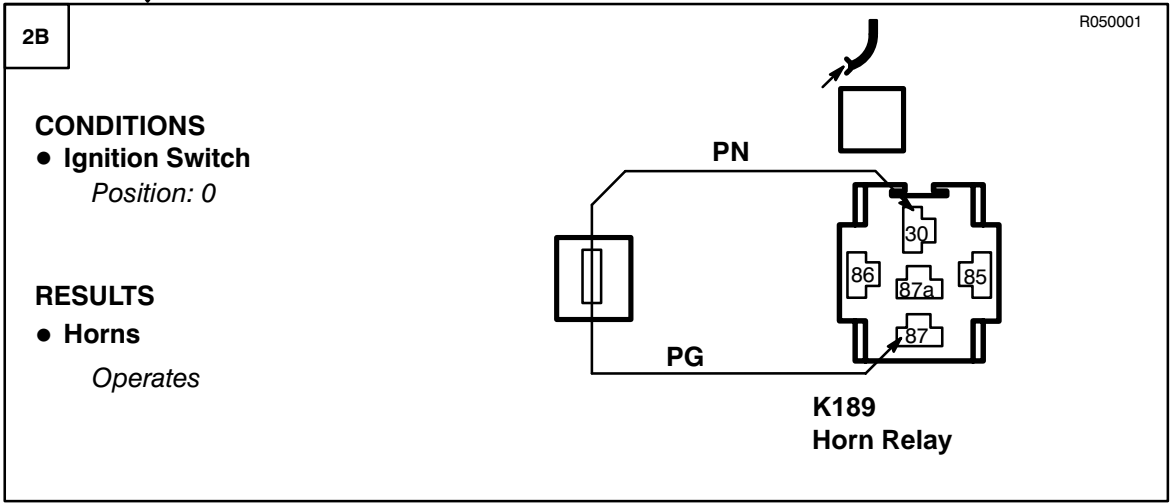 2B
R050001
CONDITIONS
● Ignition Switch
Position: 0
RESULTS
● Horns
Operates
PN
PG
30
86
87a
85
87
K189
Horn Relay